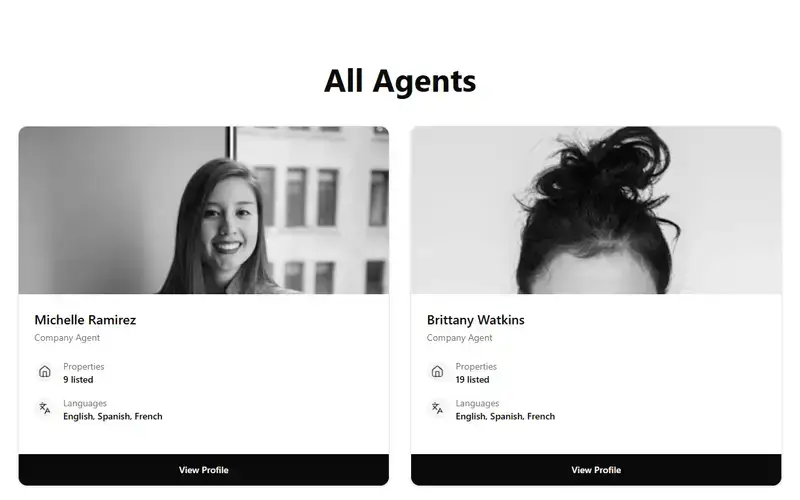 All Agents
Michelle Ramirez
Company Agent
Properties
9 listed
Languages
English, Spanish, French
View Profile
Brittany Watkins
Company Agent
Properties
19 listed
Languages
English, Spanish, French
View Profile